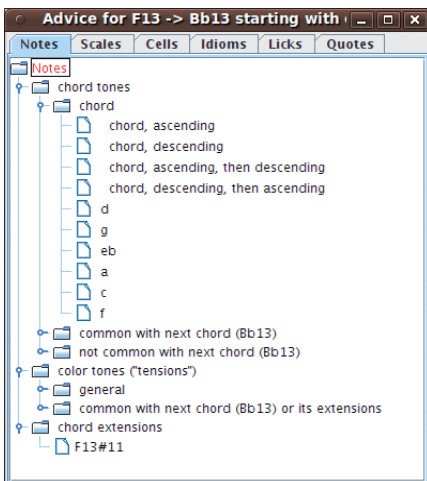 Advice for F13 -> Bb13 starting with
Notes Scales Cells Idioms Licks Quotes
Notes
chord tones
chord
chord, ascending
chord, descending
chord, ascending, then descending
chord, descending, then ascending
d
g
eb
a
c
f
common with next chord (Bb13)
not common with next chord (Bb13)
color tones ("tensions")
general
common with next chord (Bb13) or its extensions
chord extensions
F13#11